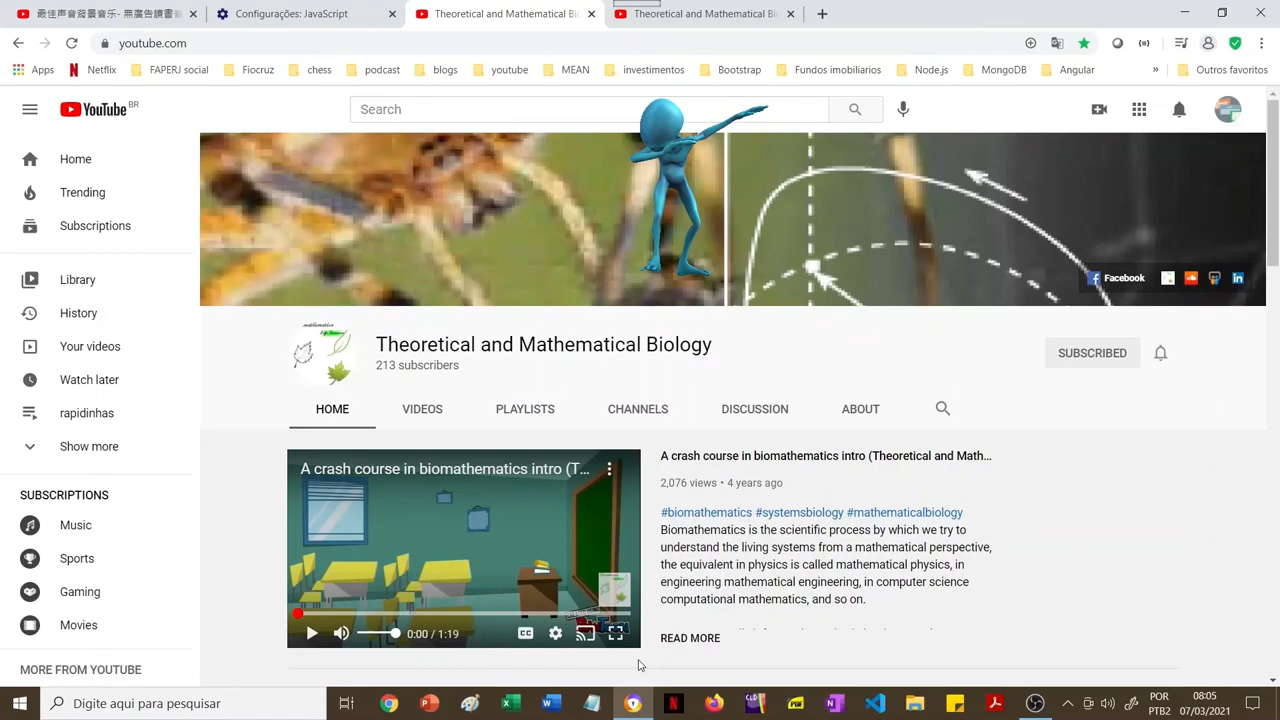 最佳声音背景音乐- 無廣告讀書音
Configurações: JavaScript
Theoretical and Mathematical Bi
Theoretical and Mathematical Bi
youtube.com
Apps
Netflix
FAPERJ social
Fiocruz
chess
podcast
blogs
youtube
MEAN
investimentos
Bootstrap
Fundos imobiliarios
Node.js
MongoDB
Angular
»
Outros favoritos
YouTube BR
Search
Home
Trending
Subscriptions
Library
History
Your videos
Watch later
rapidinhas
Show more
SUBSCRIPTIONS
Music
Sports
Gaming
Movies
MORE FROM YOUTUBE
Facebook
Theoretical and Mathematical Biology
213 subscribers
SUBSCRIBED
HOME
VIDEOS
PLAYLISTS
CHANNELS
DISCUSSION
ABOUT
A crash course in biomathematics intro (T...
0:00 / 1:19
A crash course in biomathematics intro (Theoretical and Math...
2,076 views • 4 years ago
#biomathematics #systemsbiology #mathematicalbiology
Biomathematics is the scientific process by which we try to
understand the living systems from a mathematical perspective,
the equivalent in physics is called mathematical physics, in
engineering mathematical engineering, in computer science
computational mathematics, and so on.
READ MORE
Digite aqui para pesquisar
POR
PTB2
08:05
07/03/2021